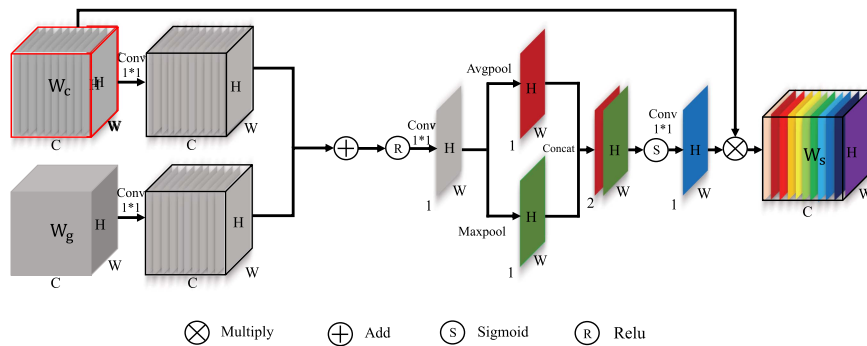 W_c
H
H
W
C
Conv
1*1
H
W
C
W_g
H
W
C
Conv
1*1
H
W
C
R
Conv
1*1
H
W
1
Avgpool
H
W
1
Maxpool
H
W
1
Concat
W
2
Conv
1*1
S
H
W
1
W_s
H
W
C
Multiply
Add
S Sigmoid
R Relu